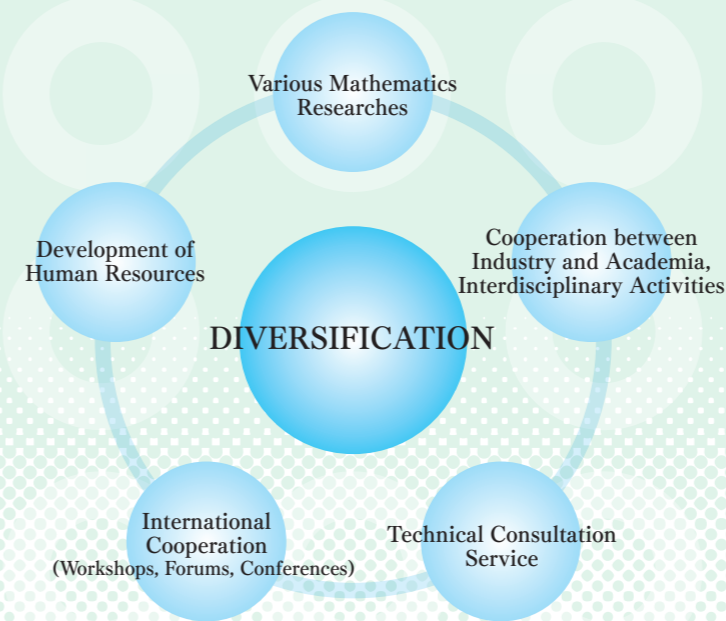 Various Mathematics
Researches
Development of
Human Resources
Cooperation between
Industry and Academia,
Interdisciplinary Activities
DIVERSIFICATION
International
Cooperation
(Workshops, Forums, Conferences)
Technical Consultation
Service